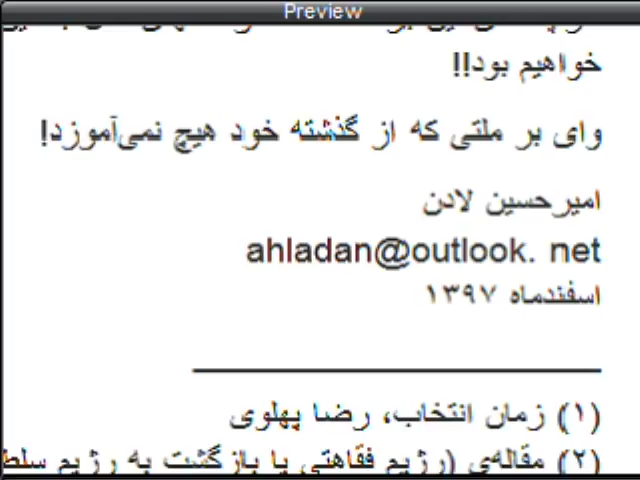 Preview
خواهیم بود!!
وای بر ملتی که از گذشته خود هیچ نمی‌آموزد!
امیرحسین لادن
ahladan@outlook. net
اسفندماه ۱۳۹۷
(۱) زمان انتخاب، رضا پهلوی
(۲) مقاله‌ی (رژیم فقاهتی یا بازگشت به رژیم سلط